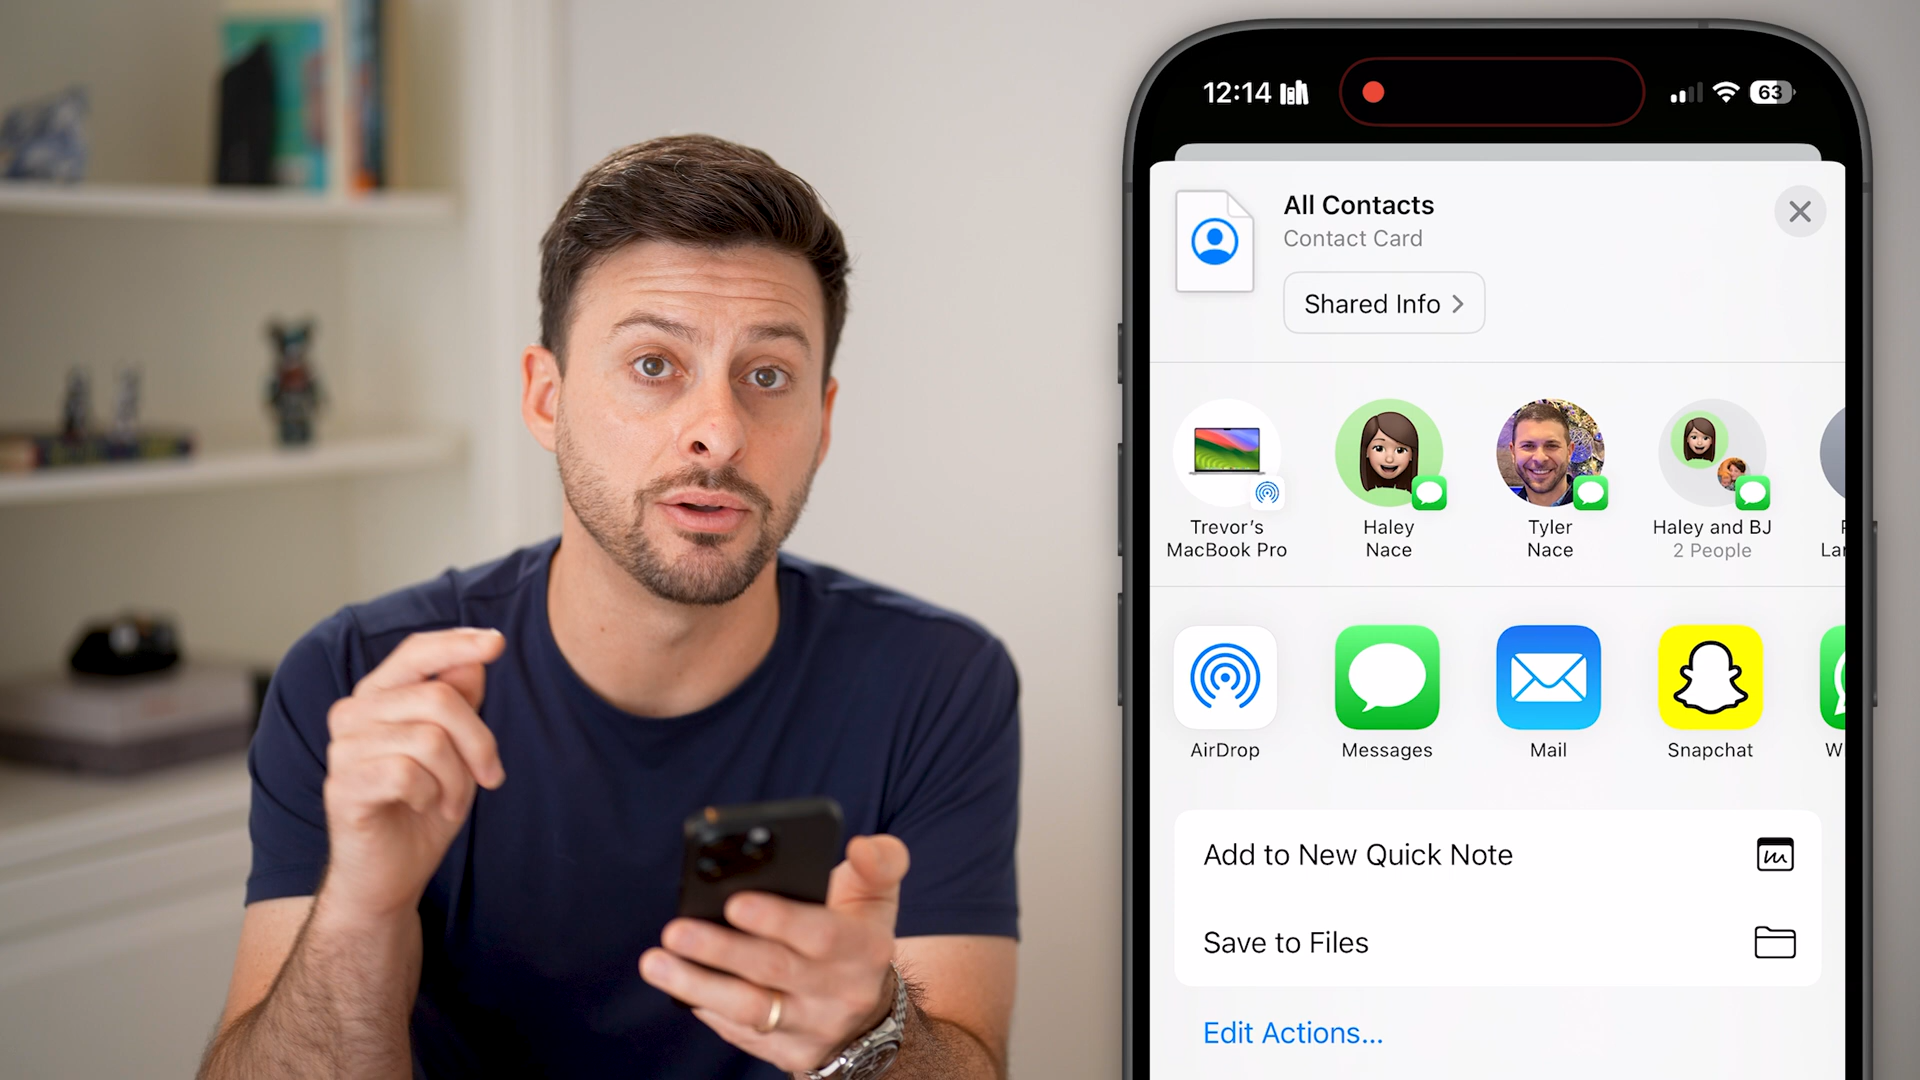 12:14
63
All Contacts
Contact Card
Shared Info
Trevor's
MacBook Pro
Haley
Nace
Tyler
Nace
Haley and BJ
2 People
AirDrop
Messages
Mail
Snapchat
Add to New Quick Note
Save to Files
Edit Actions...